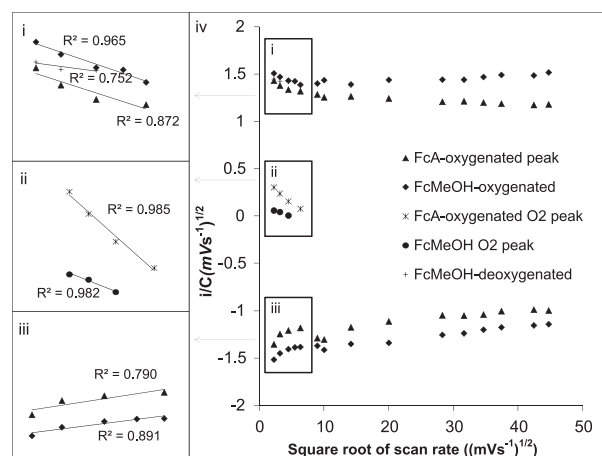 i
R² = 0.965
R² = 0.752
R² = 0.872
ii
R² = 0.985
R² = 0.982
iii
R² = 0.790
R² = 0.891
iv
2
1.5
1
0.5
0
-0.5
-1
-1.5
-2
i/C(mVs⁻¹)¹/²
i
ii
iii
FcA-oxygenated peak
FcMeOH-oxygenated
FcA-oxygenated O2 peak
FcMeOH O2 peak
FcMeOH-deoxygenated
0 10 20 30 40 50
Square root of scan rate ((mVs⁻¹)¹/²)